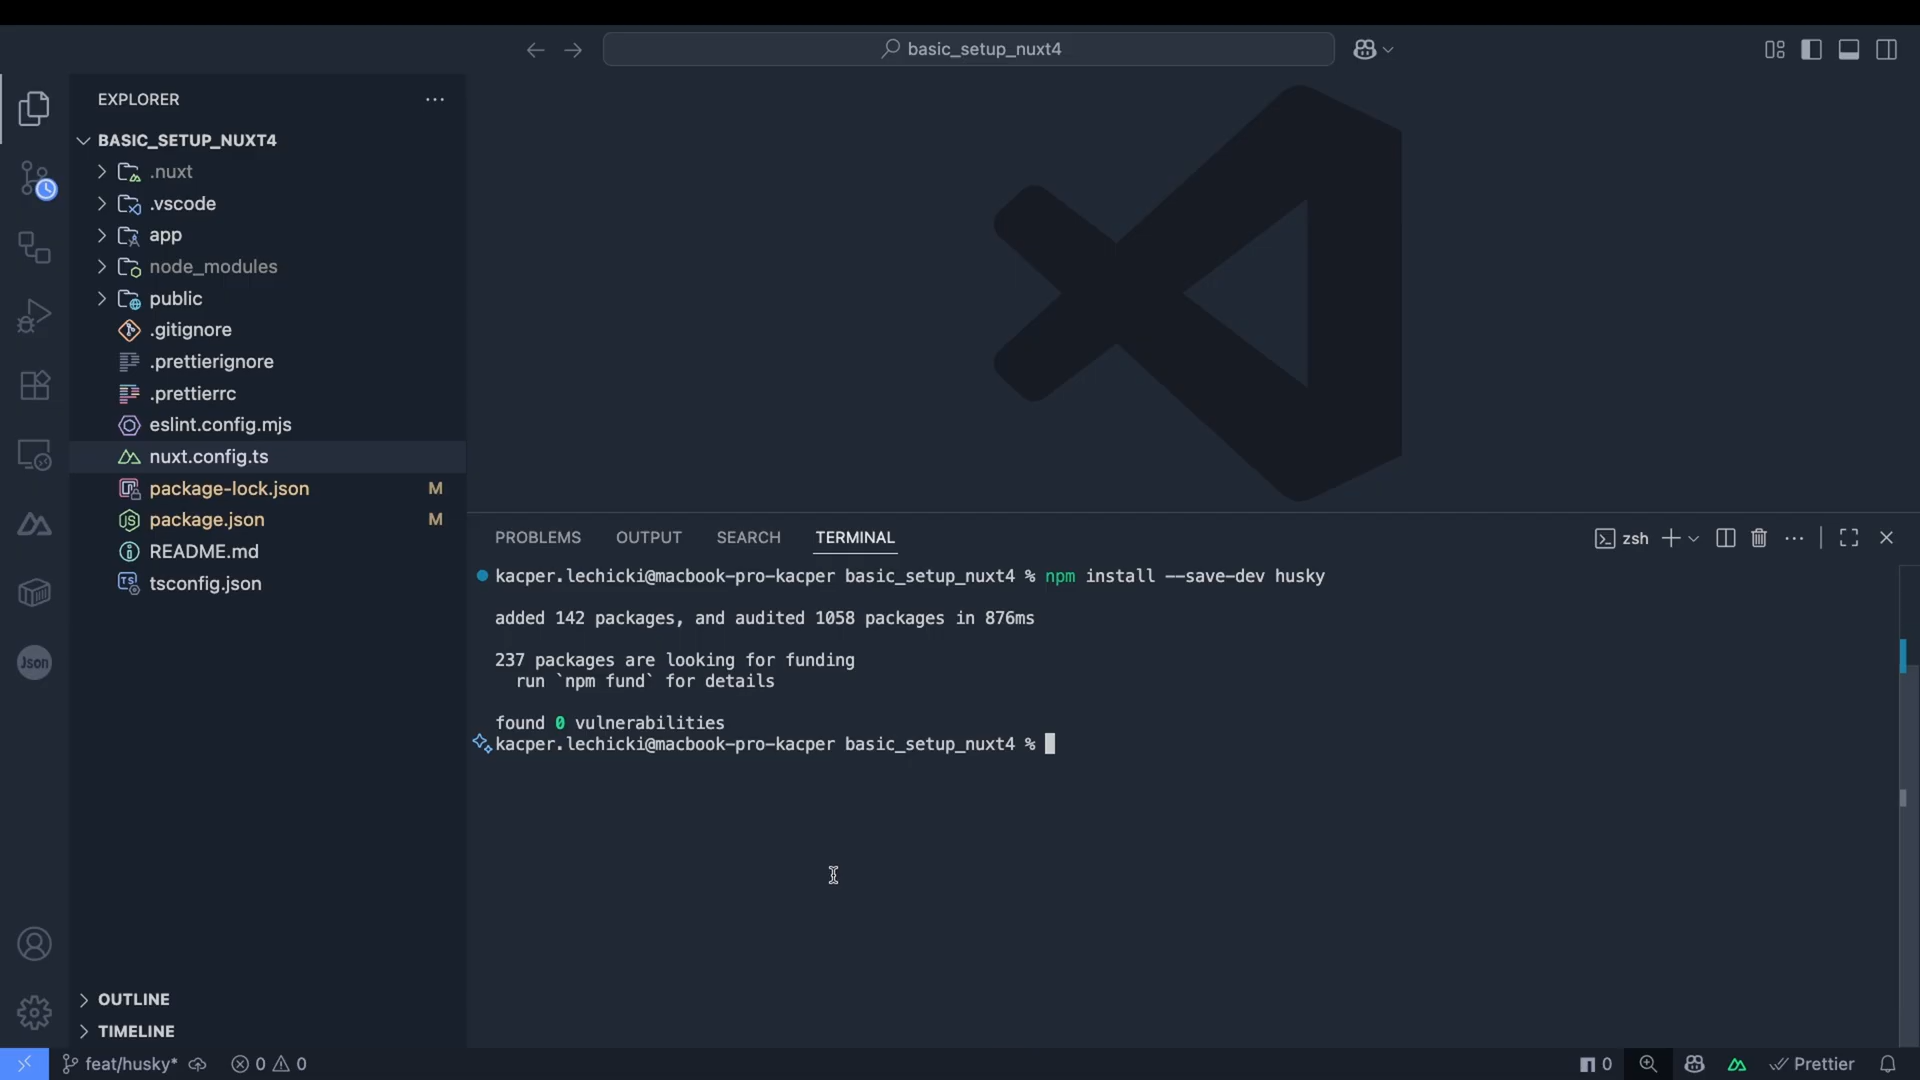 basic_setup_nuxt4
EXPLORER
BASIC_SETUP_NUXT4
.nuxt
.vscode
app
node_modules
public
.gitignore
.prettierignore
.prettierrc
eslint.config.mjs
nuxt.config.ts
package-lock.json M
package.json M
README.md
tsconfig.json
Json
OUTLINE
TIMELINE
PROBLEMS OUTPUT SEARCH TERMINAL
zsh
kacper.lechicki@macbook-pro-kacper basic_setup_nuxt4 % npm install --save-dev husky
added 142 packages, and audited 1058 packages in 876ms
237 packages are looking for funding
run `npm fund` for details
found 0 vulnerabilities
kacper.lechicki@macbook-pro-kacper basic_setup_nuxt4 %
feat/husky* 0 0 0 Prettier